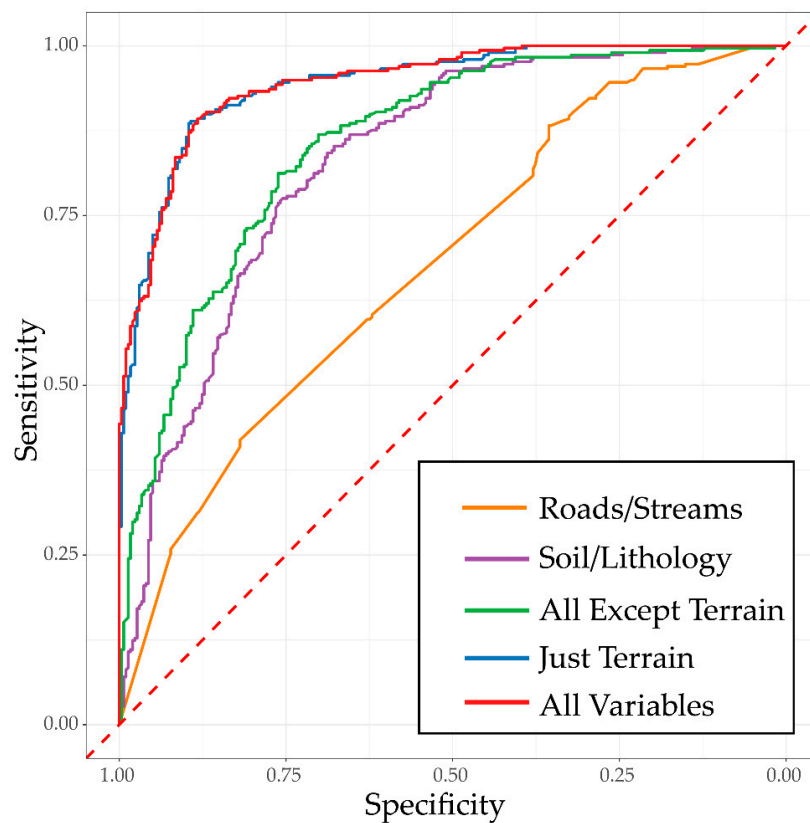 1.00
0.75
0.50
0.25
0.00
Sensitivity
Roads/Streams
Soil/Lithology
All Except Terrain
Just Terrain
All Variables
1.00 0.75 0.50 0.25 0.00
Specificity